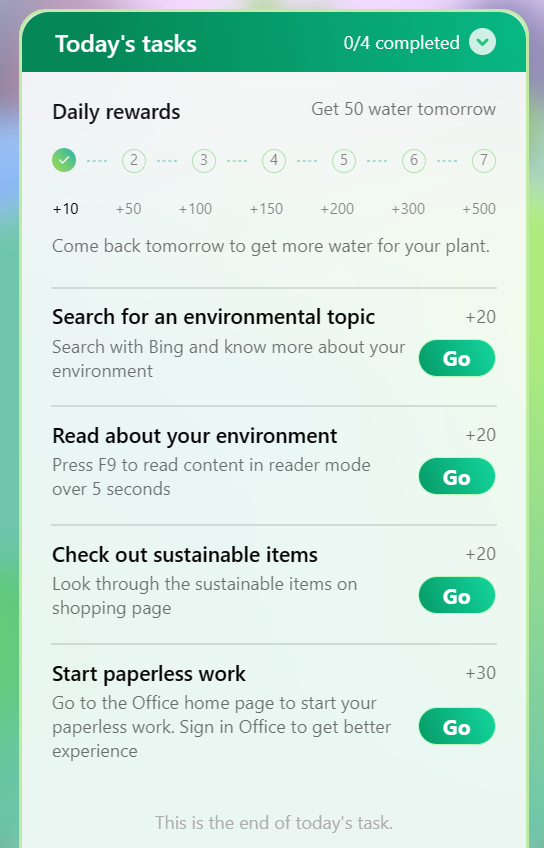 Today's tasks 0/4 completed
Daily rewards Get 50 water tomorrow
2 3 4 5 6 7
+10 +50 +100 +150 +200 +300 +500
Come back tomorrow to get more water for your plant.
Search for an environmental topic +20
Search with Bing and know more about your
environment
Go
Read about your environment +20
Press F9 to read content in reader mode
over 5 seconds
Go
Check out sustainable items +20
Look through the sustainable items on
shopping page
Go
Start paperless work +30
Go to the Office home page to start your
paperless work. Sign in Office to get better
experience
Go
This is the end of today's task.